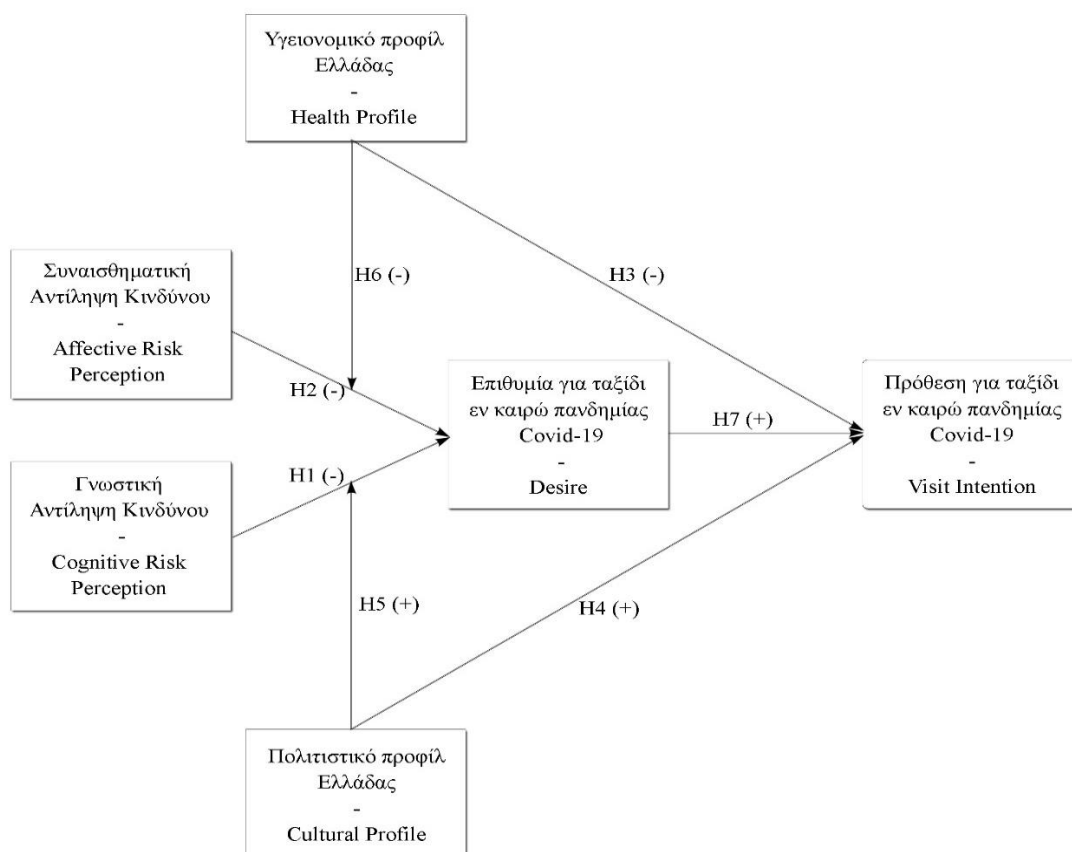 Υγειονομικό προφίλ
Ελλάδας
-
Health Profile
H6 (-)
H3 (-)
Συναισθηματική
Αντίληψη Κινδύνου
-
Affective Risk
Perception
H2 (-)
Επιθυμία για ταξίδι
εν καιρώ πανδημίας
Covid-19
-
Desire
H7 (+)
Πρόθεση για ταξίδι
εν καιρώ πανδημίας
Covid-19
-
Visit Intention
Γνωστική
Αντίληψη Κινδύνου
-
Cognitive Risk
Perception
H1 (-)
H5 (+)
H4 (+)
Πολιτιστικό προφίλ
Ελλάδας
-
Cultural Profile